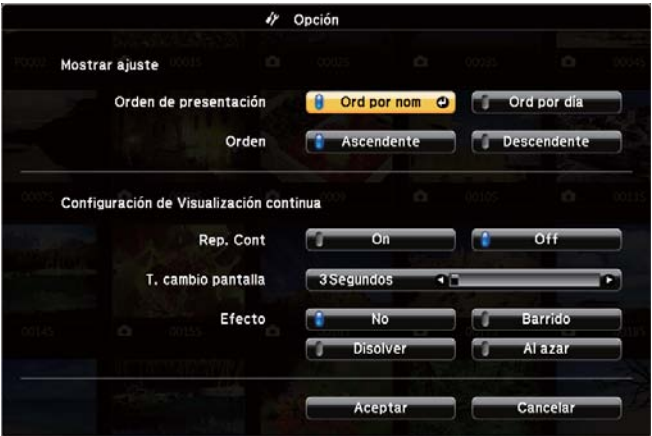 Opción
Mostrar ajuste
Orden de presentación Ord por nom Ord por día
Orden Ascendente Descendente
Configuración de Visualización continua
Rep. Cont On Off
T. cambio pantalla 3Segundos
Efecto No Barrido
Disolver Al azar
Aceptar Cancelar